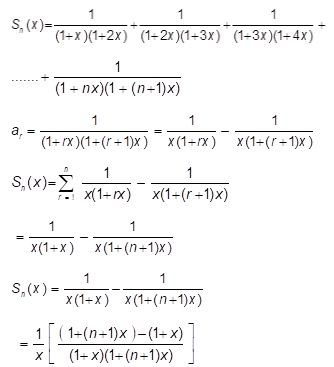 Sₙ(x)=1/((1+x)(1+2x))+1/((1+2x)(1+3x))+1/((1+3x)(1+4x))+
.......+1/((1+nx)(1+(n+1)x))
aᵣ=1/((1+rx)(1+(r+1)x))=1/(x(1+rx))-1/(x(1+(r+1)x))
Sₙ(x)=∑ₙ^(r=1) 1/(x(1+rx))-1/(x(1+(r+1)x))
=1/(x(1+x))-1/(x(1+(n+1)x))
Sₙ(x)=1/(x(1+x))-1/(x(1+(n+1)x))
=1/x[((1+(n+1)x)-(1+x))/((1+x)(1+(n+1)x))]